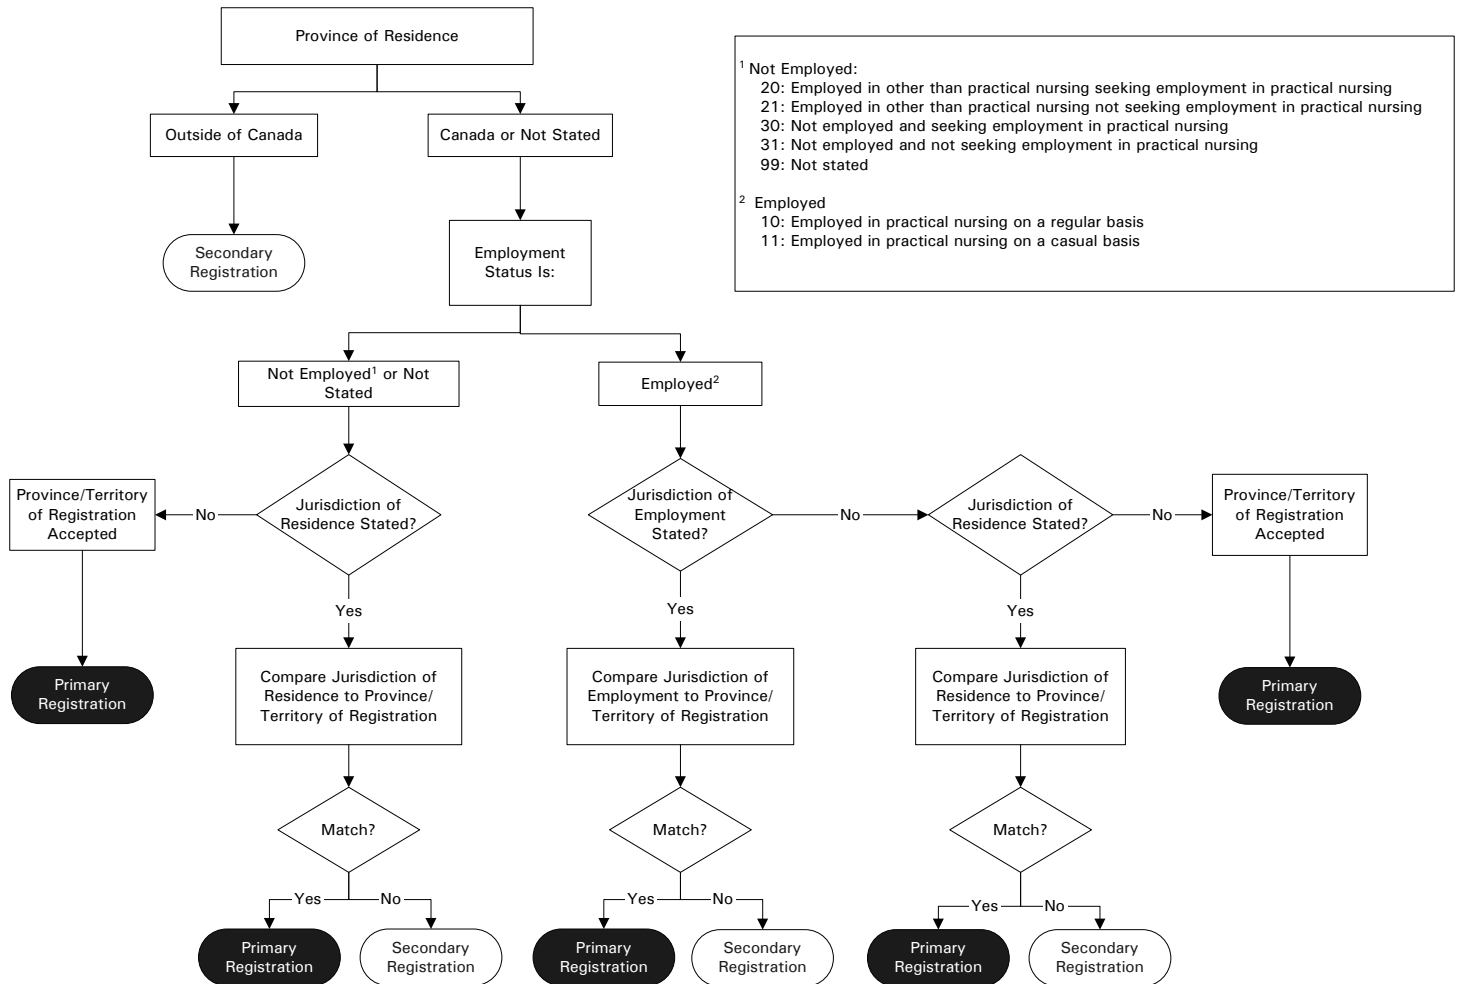 Province of Residence
¹ Not Employed:
20: Employed in other than practical nursing seeking employment in practical nursing
21: Employed in other than practical nursing not seeking employment in practical nursing
30: Not employed and seeking employment in practical nursing
31: Not employed and not seeking employment in practical nursing
99: Not stated
² Employed
10: Employed in practical nursing on a regular basis
11: Employed in practical nursing on a casual basis
Outside of Canada
Canada or Not Stated
Secondary
Registration
Employment
Status Is:
Not Employed¹ or Not
Stated
Employed²
Province/Territory
of Registration
Accepted
No
Jurisdiction of
Residence Stated?
Jurisdiction of
Employment
Stated?
No
Jurisdiction of
Residence Stated?
No
Province/Territory
of Registration
Accepted
Yes
Yes
Yes
Primary
Registration
Compare Jurisdiction of
Residence to Province/
Territory of Registration
Compare Jurisdiction of
Employment to Province/
Territory of Registration
Compare Jurisdiction of
Residence to Province/
Territory of Registration
Primary
Registration
Match?
Match?
Match?
Yes
No
Yes
No
Yes
No
Primary
Registration
Secondary
Registration
Primary
Registration
Secondary
Registration
Primary
Registration
Secondary
Registration